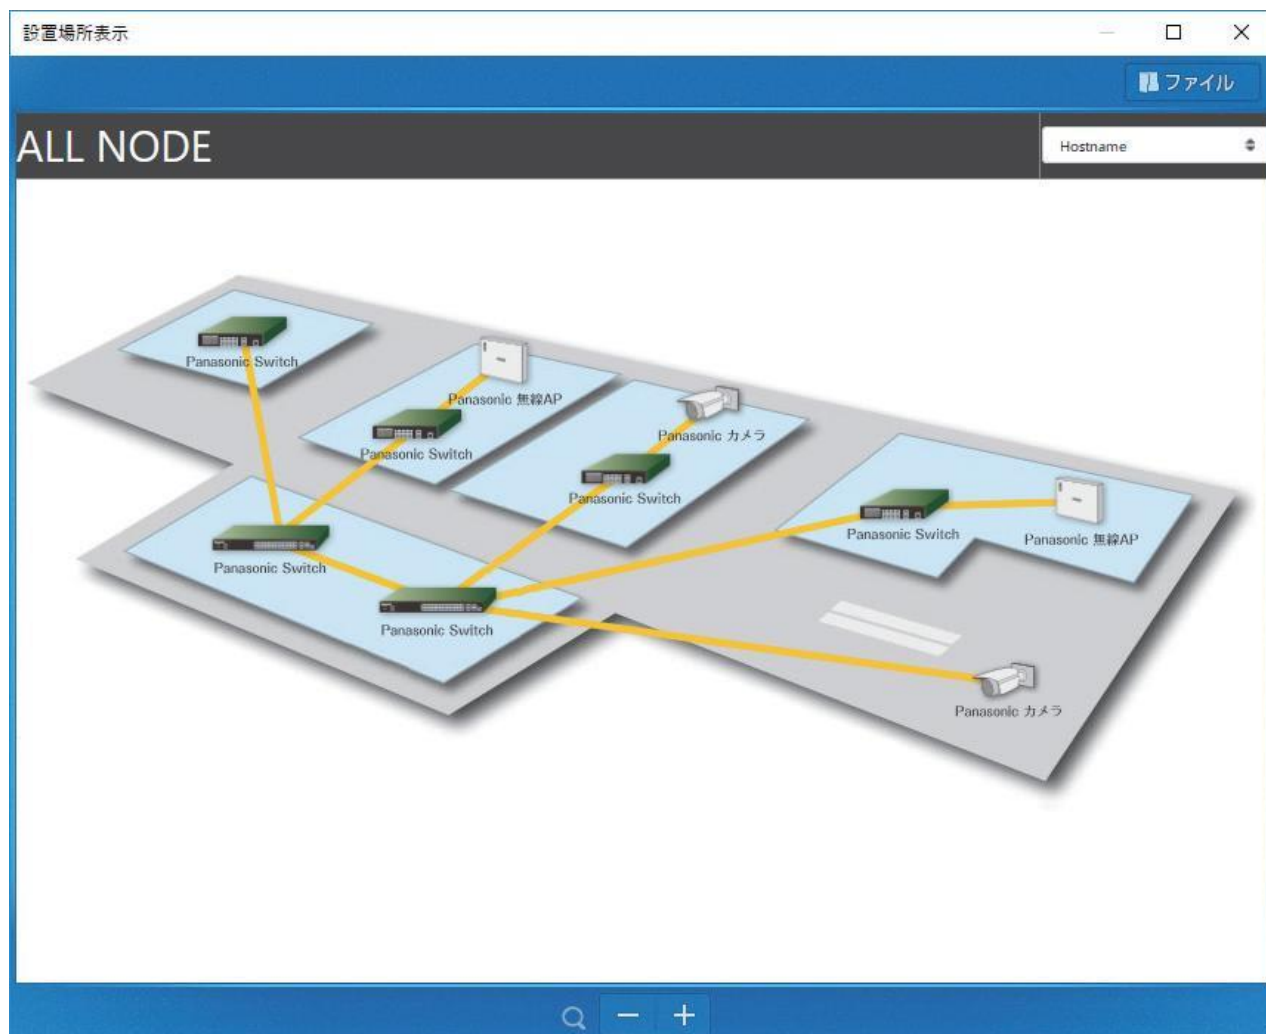 設置場所表示
ファイル
ALL NODE
Hostname
Panasonic Switch
Panasonic 無線AP
Panasonic カメラ
Panasonic Switch
Panasonic Switch
Panasonic Switch
Panasonic 無線AP
Panasonic Switch
Panasonic Switch
Panasonic カメラ